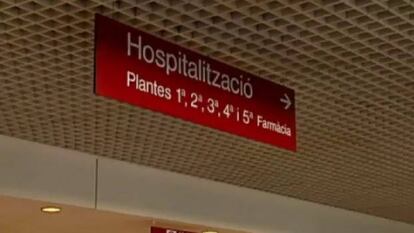 Hospitalització
Plantes 1ª, 2ª, 3ª, 4ª i 5ª Farmàcia